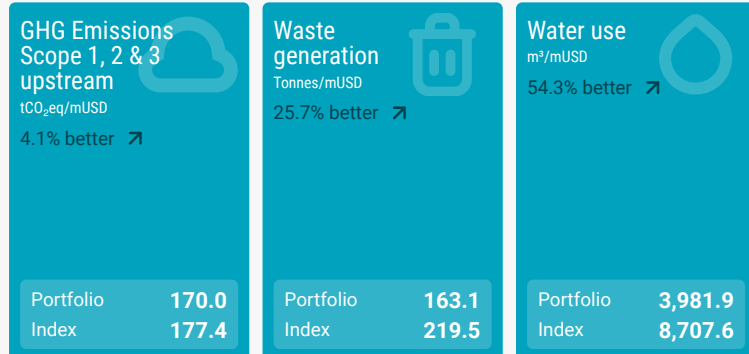 GHG Emissions
Scope 1, 2 & 3
upstream
tCO₂eq/mUSD
4.1% better
Portfolio 170.0
Index 177.4
Waste
generation
Tonnes/mUSD
25.7% better
Portfolio 163.1
Index 219.5
Water use
m³/mUSD
54.3% better
Portfolio 3,981.9
Index 8,707.6